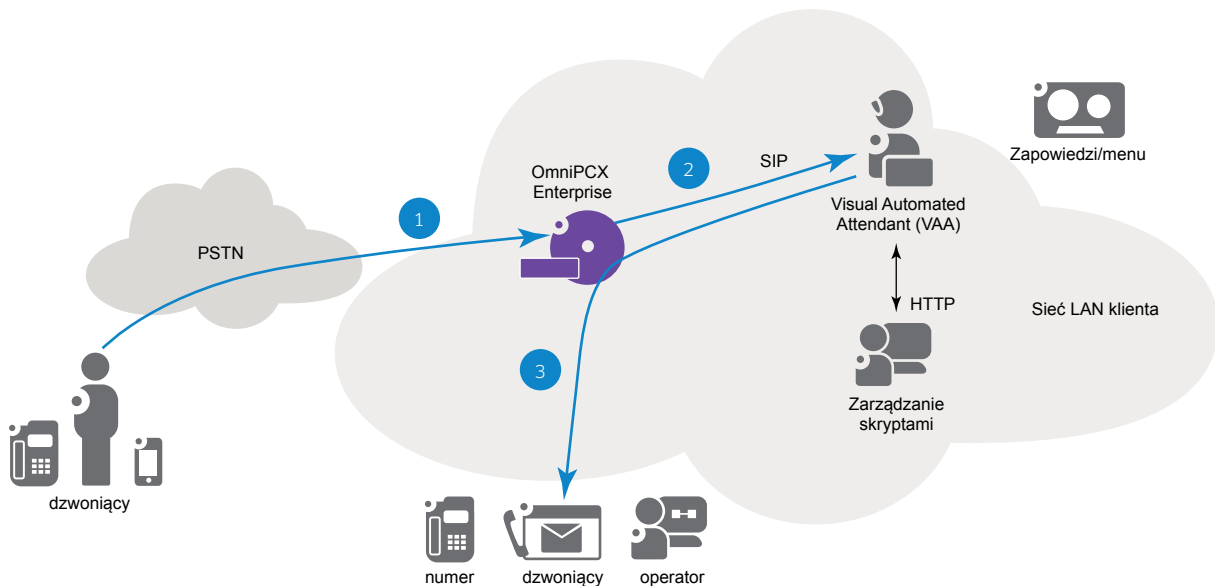 OmniPCX
Enterprise
SIP
Zapowiedzi/menu
Visual Automated
Attendant (VAA)
PSTN
1
2
3
HTTP
Sieć LAN klienta
Zarządzanie
skryptami
dzwoniący
numer
dzwoniący
operator